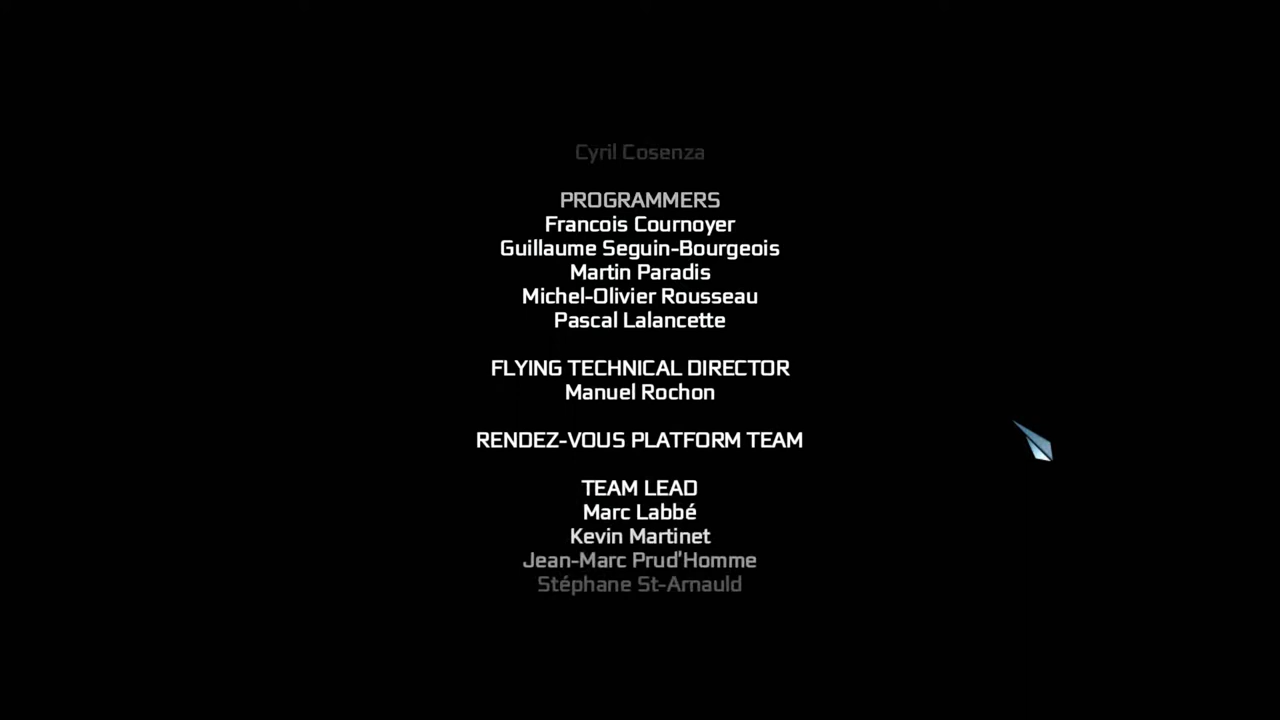 Cyril Cosenza
PROGRAMMERS
Francois Cournoyer
Guillaume Seguin-Bourgeois
Martin Paradis
Michel-Olivier Rousseau
Pascal Lalancette
FLYING TECHNICAL DIRECTOR
Manuel Rochon
RENDEZ-VOUS PLATFORM TEAM
TEAM LEAD
Marc Labbé
Kevin Martinet
Jean-Marc Prud'Homme
Stéphane St-Arnauld